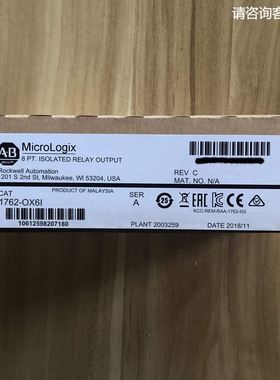 请咨询客
AB
MicroLogix
8 PT. ISOLATED RELAY OUTPUT
Rockwell Automation
1201 S 2nd St, Milwaukee, WI 53204, USA
REV C
MAT. NO. N/A
CAT
PRODUCT OF MALAYSIA
1762-OX6I
SER
A
25
KCC-REM-RAA-1762-I03
10612598207180
PLANT 2003259
DATE 2018/11